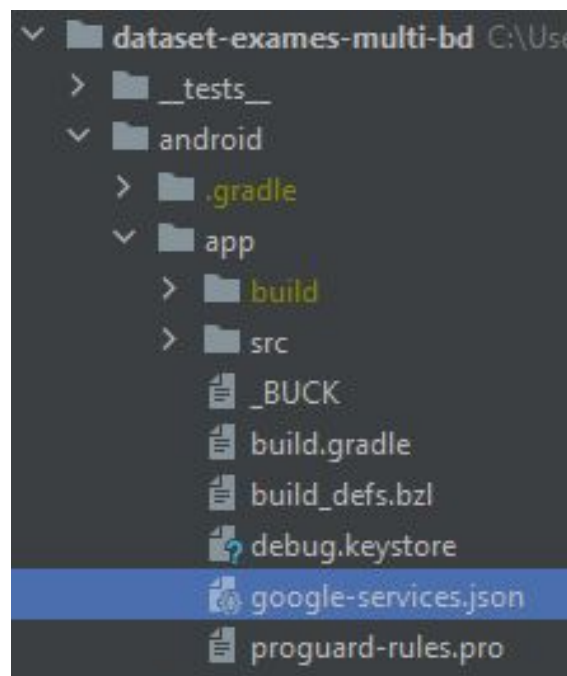 dataset-exames-multi-bd C:\Use
__tests__
android
.gradle
app
build
src
_BUCK
build.gradle
build_defs.bzl
debug.keystore
google-services.json
proguard-rules.pro